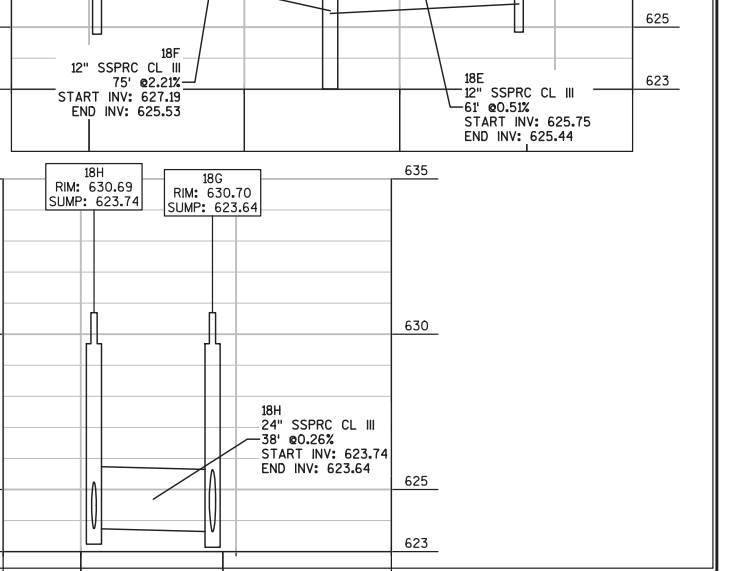 625
18F
12" SSPRC CL III
75' @2.21%
START INV: 627.19
END INV: 625.53
18E
12" SSPRC CL III
61' @0.51%
START INV: 625.75
END INV: 625.44
623
18H
RIM: 630.69
SUMP: 623.74
18G
RIM: 630.70
SUMP: 623.64
635
630
18H
24" SSPRC CL III
38' @0.26%
START INV: 623.74
END INV: 623.64
625
623